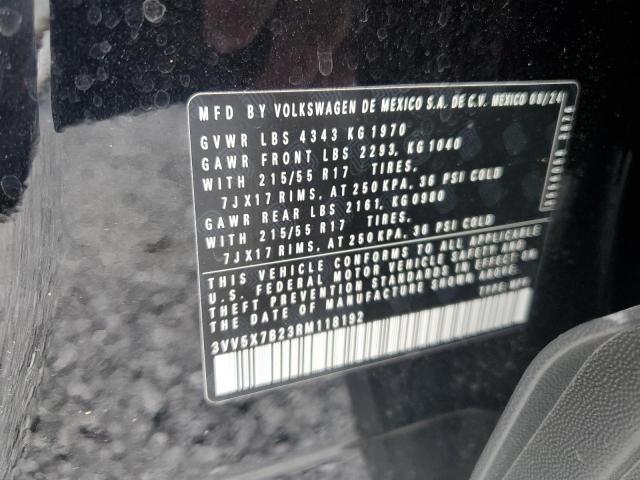 MFD BY VOLKSWAGEN DE MEXICO S.A. DE C.V. MEXICO 08/24
GVWR LBS 4343 KG 1970
GAWR FRONT LBS 2293, KG 1040
WITH 215/55 R17 TIRES,
7JX17 RIMS, AT 250 KPA, 36 PSI COLD
GAWR REAR LBS 2161, KG 0980
WITH 215/55 R17 TIRES,
7JX17 RIMS, AT 250 KPA, 36 PSI COLD
THIS VEHICLE CONFORMS TO ALL APPLICABLE
U.S. FEDERAL MOTOR VEHICLE SAFETY AND
THEFT PREVENTION STANDARDS IN EFFECT ON
THE DATE OF MANUFACTURE SHOWN ABOVE.
3VV5X7B23RM118192
TYPE: MPV